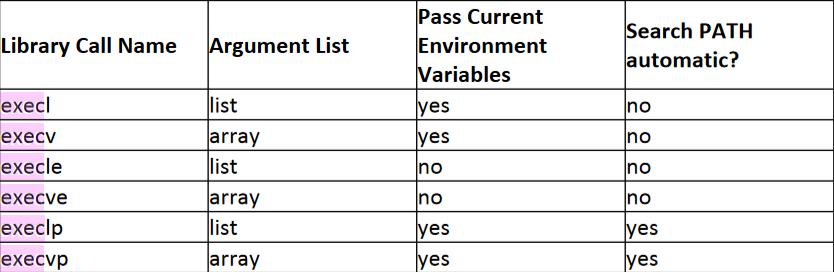 Library Call Name Argument List Pass Current Environment Variables Search PATH automatic?
execl list yes no
execv array yes no
execle list no no
execve array no no
execlp list yes yes
execvp array yes yes